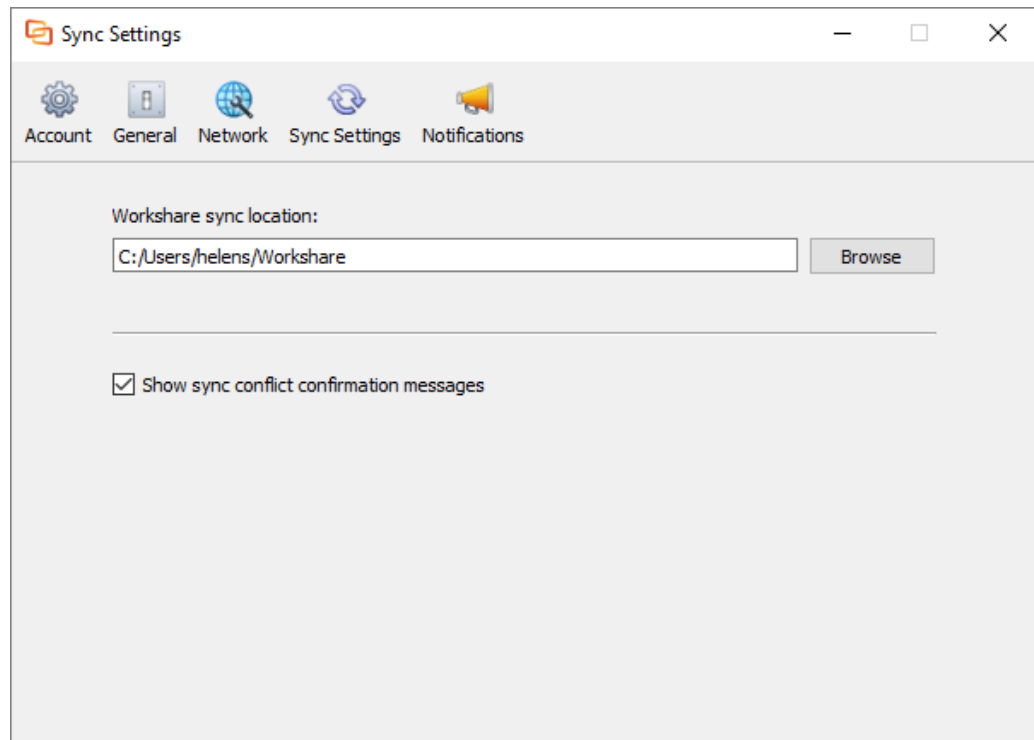 Sync Settings
Account General Network Sync Settings Notifications
Workshare sync location:
C:/Users/helens/Workshare Browse
Show sync conflict confirmation messages